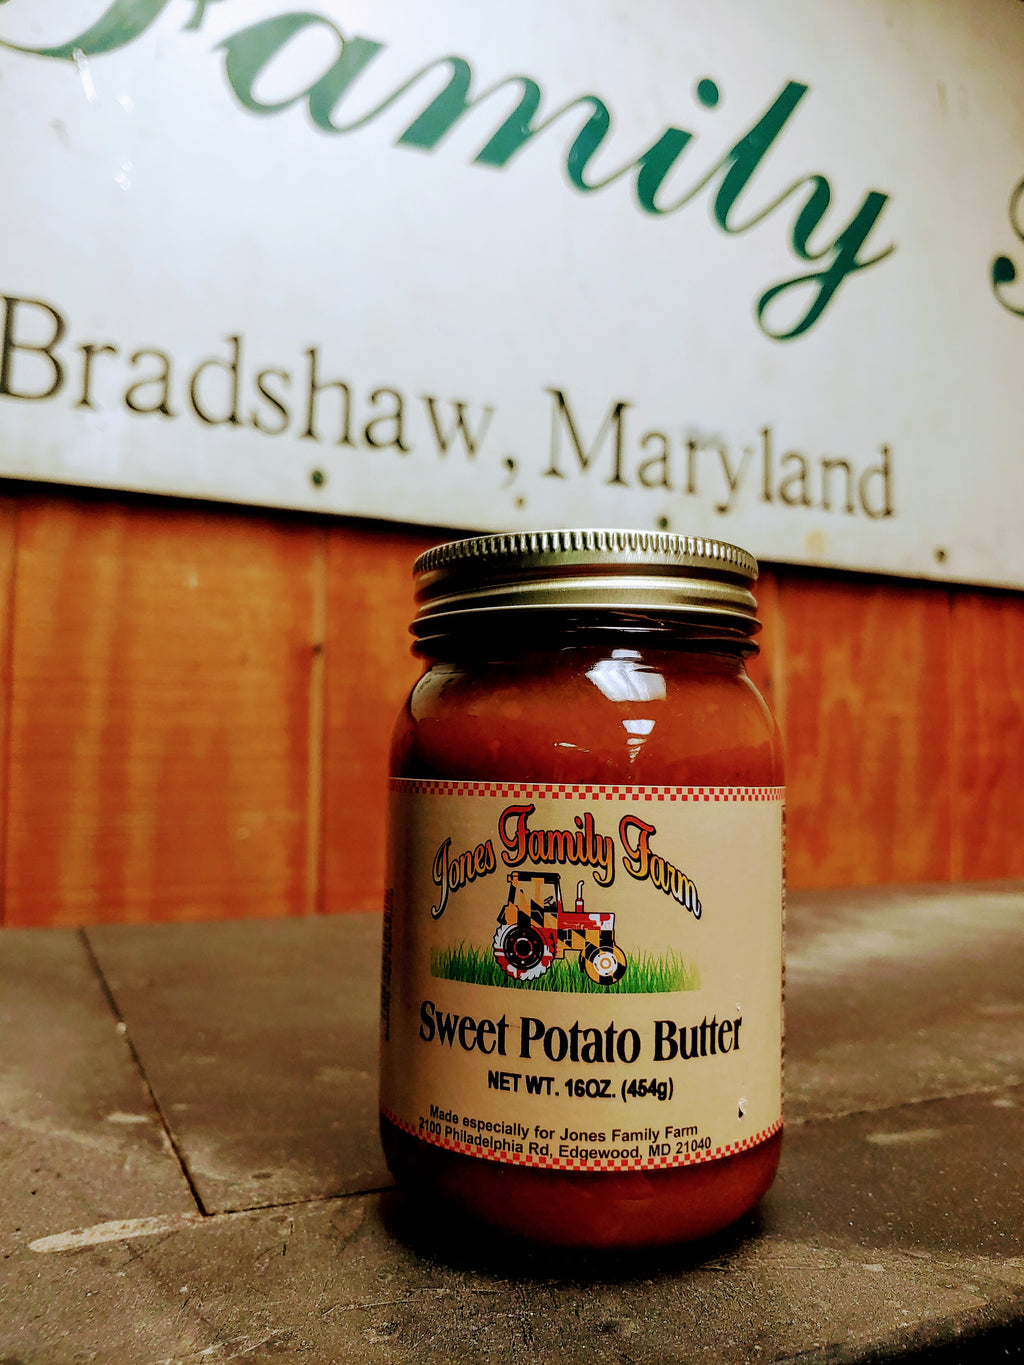 Family
Bradshaw, Maryland
Jones Family Farm
Sweet Potato Butter
NET WT. 16OZ. (454g)
Made especially for Jones Family Farm
2100 Philadelphia Rd, Edgewood, MD 21040